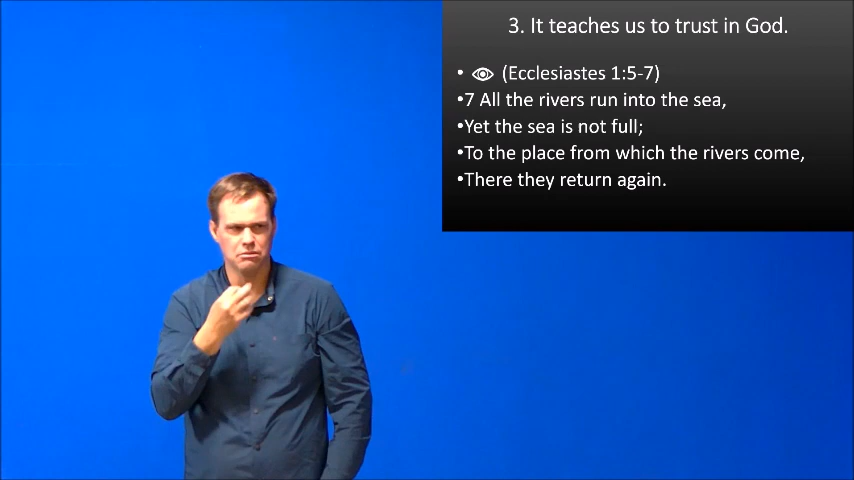 3. It teaches us to trust in God.
• (Ecclesiastes 1:5-7)
•7 All the rivers run into the sea,
•Yet the sea is not full;
•To the place from which the rivers come,
•There they return again.